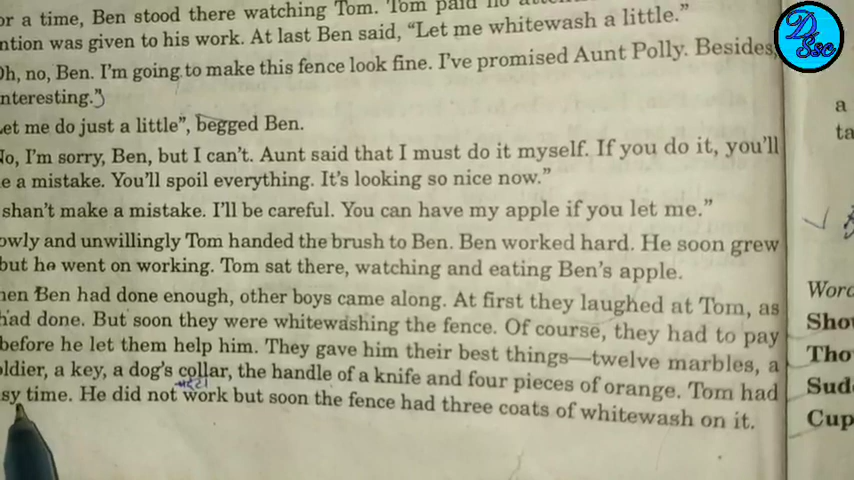 or a time, Ben stood there watching Tom. Tom paid no
ntion was given to his work. At last Ben said, "Let me whitewash a little."
Oh, no, Ben. I'm going to make this fence look fine. I've promised Aunt Polly. Besides,
nteresting."
Let me do just a little", begged Ben.
No, I'm sorry, Ben, but I can't. Aunt said that I must do it myself. If you do it, you'll
e a mistake. You'll spoil everything. It's looking so nice now."
shan't make a mistake. I'll be careful. You can have my apple if you let me."
owly and unwillingly Tom handed the brush to Ben. Ben worked hard. He soon grew
but he went on working. Tom sat there, watching and eating Ben's apple.
hen Ben had done enough, other boys came along. At first they laughed at Tom, as
had done. But soon they were whitewashing the fence. Of course, they had to pay
before he let them help him. They gave him their best things—twelve marbles, a
oldier, a key, a dog's collar, the handle of a knife and four pieces of orange. Tom had
sy time. He did not work but soon the fence had three coats of whitewash on it.
a
ta
Word
Sho
Tho
Sud
Cup
D
Ssc